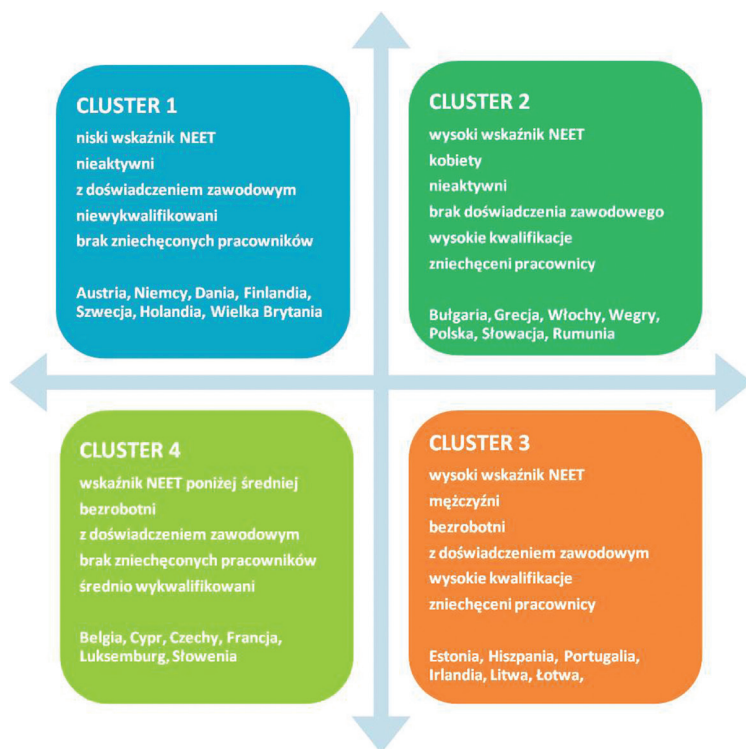 CLUSTER 1
niski wskaźnik NEET
nieaktywni
z doświadczeniem zawodowym
niewykwalifikowani
brak zniechęconych pracowników
Austria, Niemcy, Dania, Finlandia,
Szwecja, Holandia, Wielka Brytania
CLUSTER 2
wysoki wskaźnik NEET
kobiety
nieaktywni
brak doświadczenia zawodowego
wysokie kwalifikacje
zniechęceni pracownicy
Bułgaria, Grecja, Włochy, Wegry,
Polska, Słowacja, Rumunia
CLUSTER 4
wskaźnik NEET poniżej średniej
bezrobotni
z doświadczeniem zawodowym
brak zniechęconych pracowników
średnio wykwalifikowani
Belgia, Cypr, Czechy, Francja,
Luksemburg, Słowenia
CLUSTER 3
wysoki wskaźnik NEET
mężczyźni
bezrobotni
z doświadczeniem zawodowym
wysokie kwalifikacje
zniechęceni pracownicy
Estonia, Hiszpania, Portugalia,
Irlandia, Litwa, Łotwa,